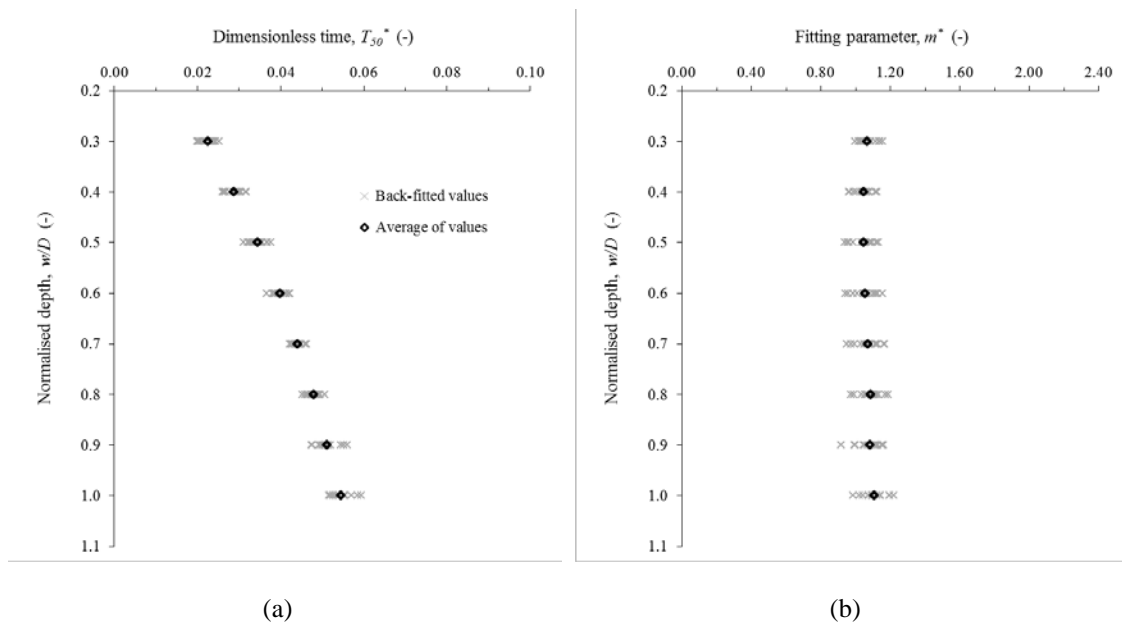 Dimensionless time, T50* (-)
0.00 0.02 0.04 0.06 0.08 0.10
0.2
0.3
0.4
0.5
0.6
0.7
0.8
0.9
1.0
1.1
Normalised depth, w/D (-)
Back-fitted values
Average of values
(a)
Fitting parameter, m* (-)
0.00 0.40 0.80 1.20 1.60 2.00 2.40
0.2
0.3
0.4
0.5
0.6
0.7
0.8
0.9
1.0
1.1
Normalised depth, w/D (-)
(b)